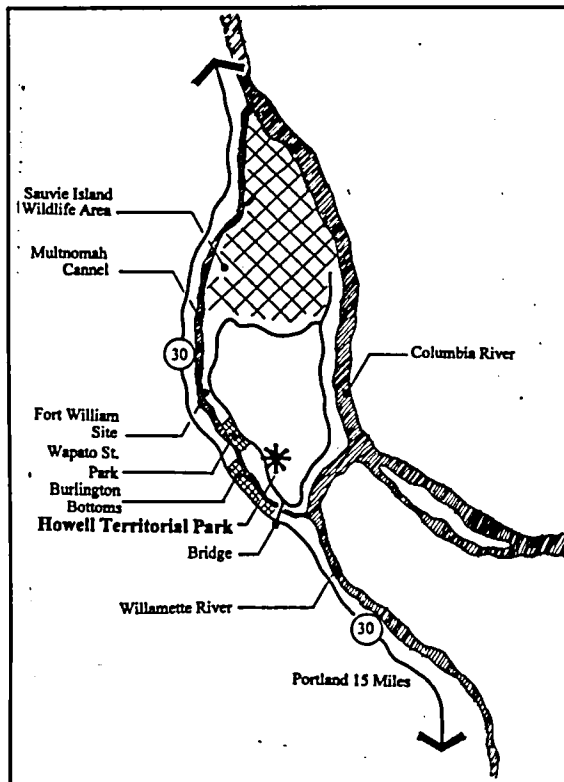 Sauvie Island
Wildlife Area
Multnomah
Cannel
30
Columbia River
Fort William
Site
Wapato St.
Park
Burlington
Bottoms
Howell Territorial Park
Bridge
Willamette River
30
Portland 15 Miles